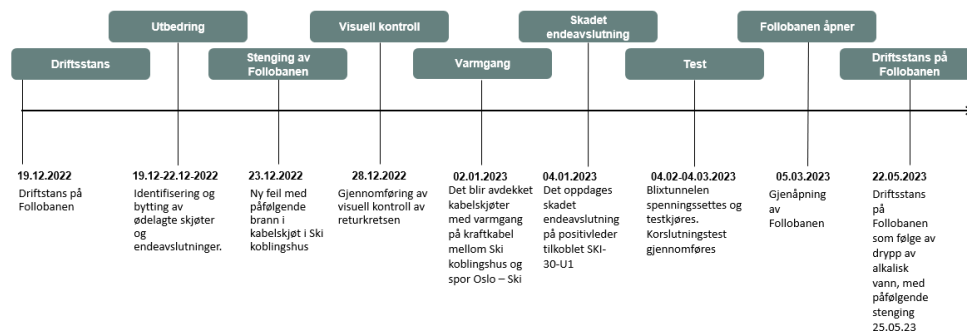 Driftsstans
Utbedring
Stenging av
Follobanen
Visuell kontroll
Varmgang
Skadet
endeavslutning
Test
Follobanen åpner
Driftsstans på
Follobanen
19.12.2022
Driftstans på
Follobanen
19.12-22.12-2022
Identifisering og
bytting av
ødelagte skjøter
og
endeavslutninger.
23.12.2022
Ny feil med
påfølgende
brann i
kabelskjøt i Ski
koblingshus
28.12.2022
Gjennomføring av
visuell kontroll av
returkretsen
02.01.2023
Det blir avdekket
kabelskjøter
med varmgang
på kraftkabel
mellom Ski
koblingshus og
spor Oslo – Ski
04.01.2023
Det oppdages
skadet
endeavslutning
på positivleder
tilkoblet SKI-
30-U1
04.02-04.03.2023
Blixtunnelen
spenningssettes og
testkjøres.
Korslutningstest
gjennomføres
05.03.2023
Gjenåpning
av
Follobanen
22.05.2023
Driftsstans
på
Follobanen
som følge av
drypp av
alkalisk
vann, med
påfølgende
stenging
25.05.23